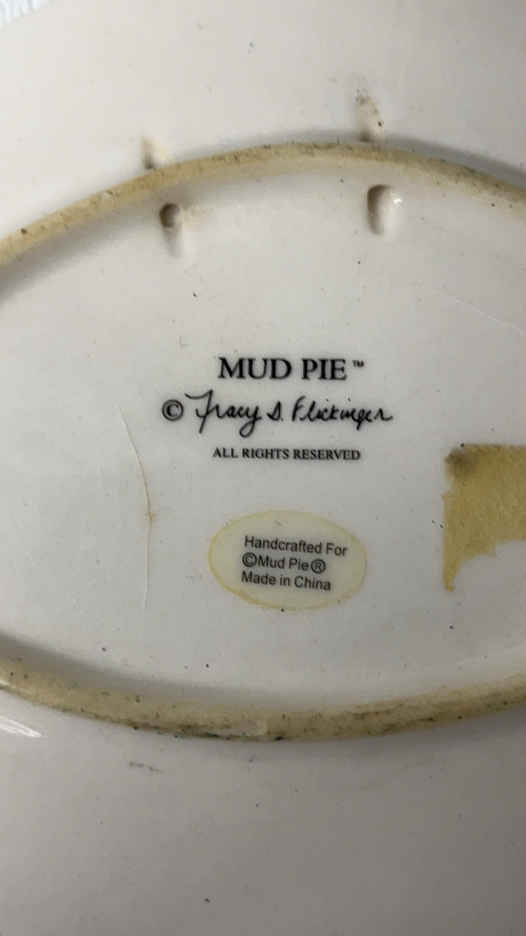 MUD PIE™
© Tracy S. Flickinger
ALL RIGHTS RESERVED
Handcrafted For
©Mud Pie®
Made in China